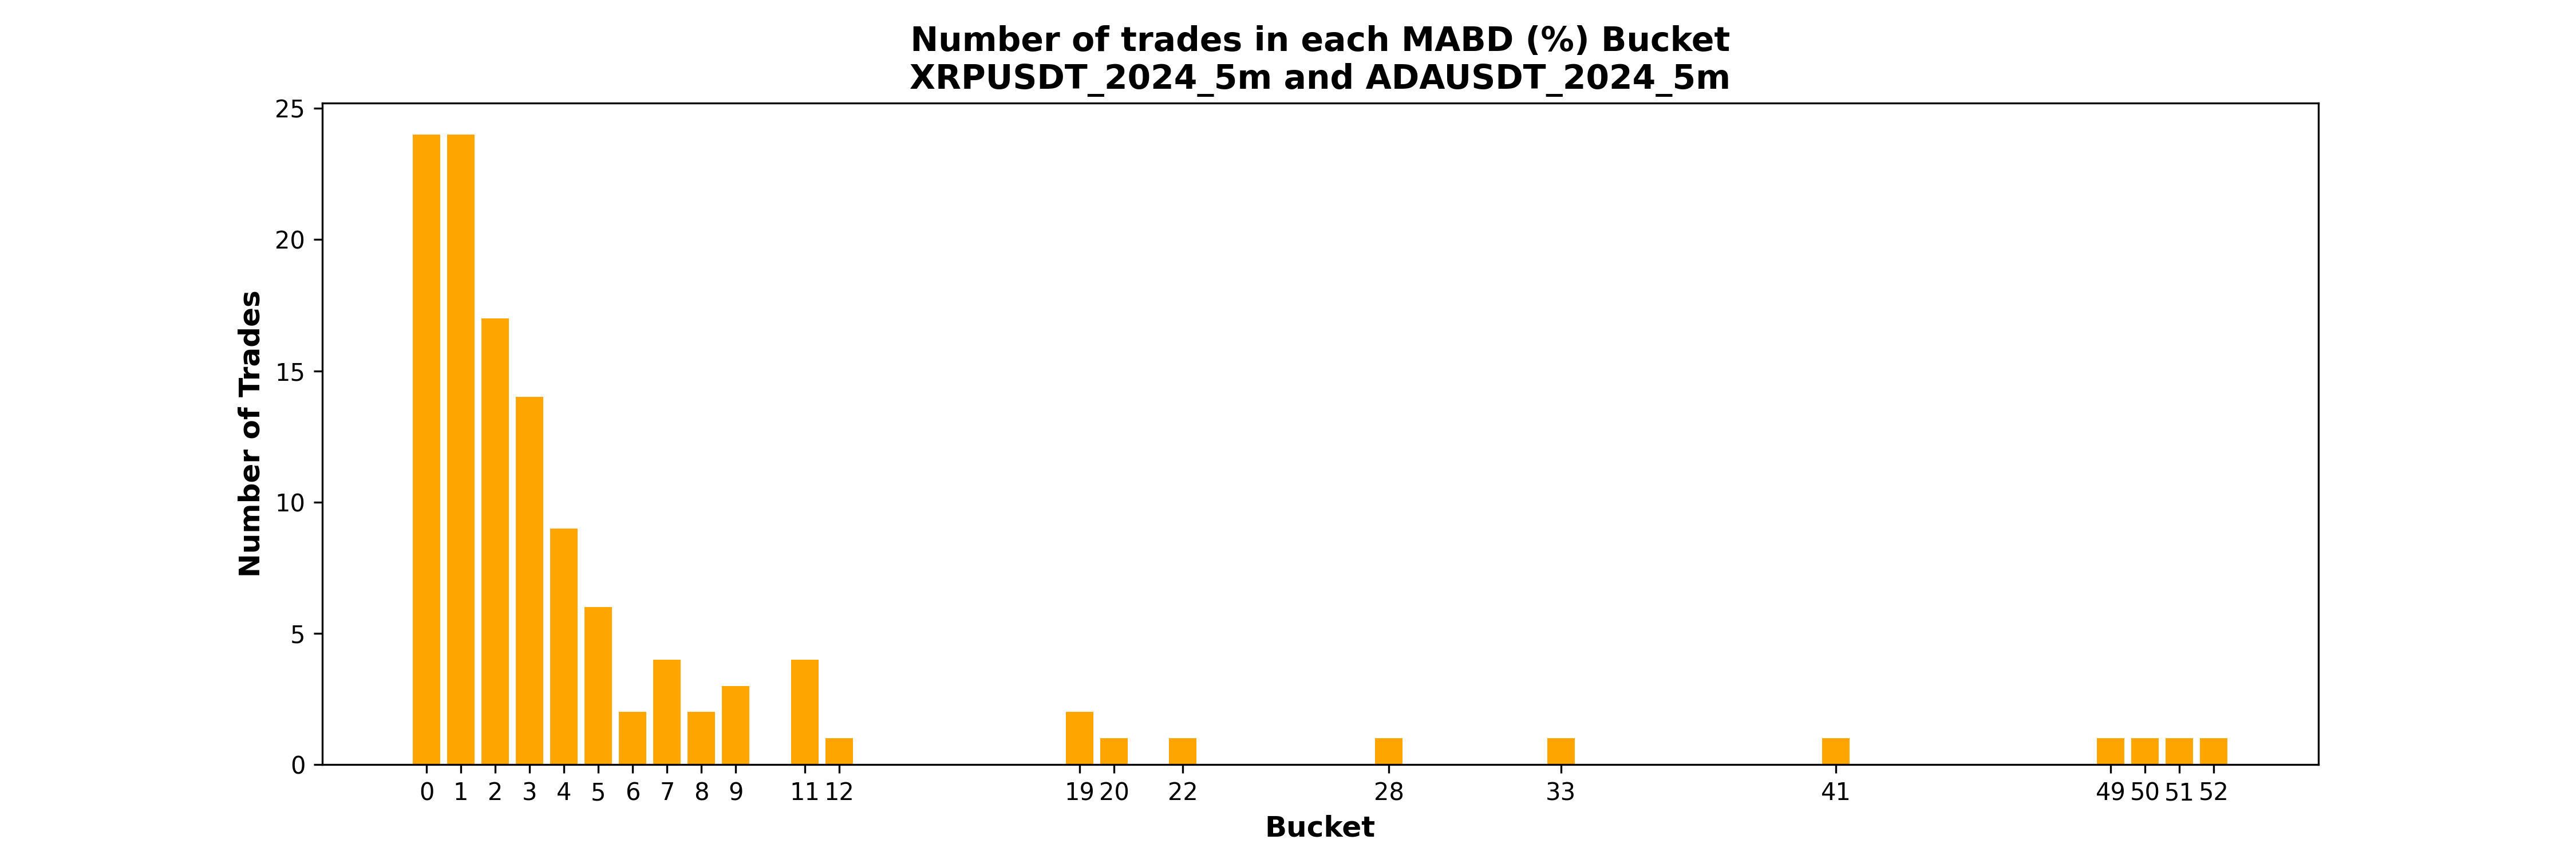 Number of trades in each MABD (%) Bucket
XRPUSDT_2024_5m and ADAUSDT_2024_5m
Number of Trades
25
20
15
10
5
0
0 1 2 3 4 5 6 7 8 9 11 12 19 20 22 28 33 41 49 50 51 52
Bucket